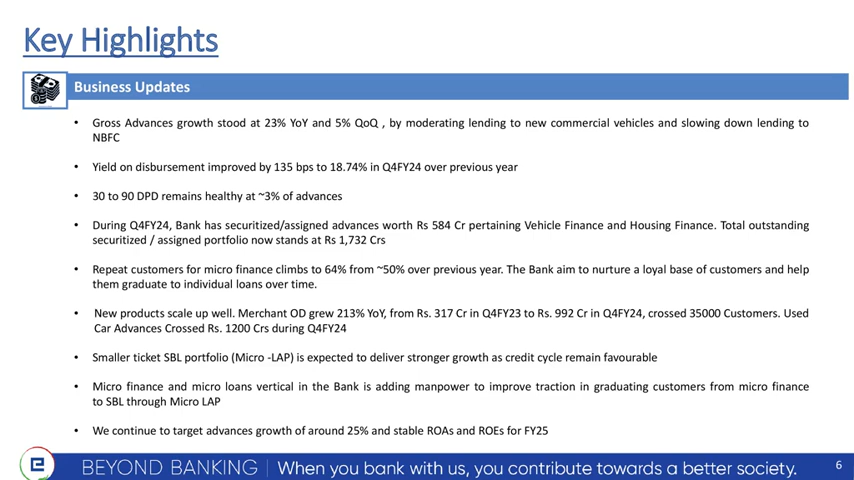 Key Highlights
Business Updates
• Gross Advances growth stood at 23% YoY and 5% QoQ , by moderating lending to new commercial vehicles and slowing down lending to
NBFC
• Yield on disbursement improved by 135 bps to 18.74% in Q4FY24 over previous year
• 30 to 90 DPD remains healthy at ~3% of advances
• During Q4FY24, Bank has securitized/assigned advances worth Rs 584 Cr pertaining Vehicle Finance and Housing Finance. Total outstanding
securitized / assigned portfolio now stands at Rs 1,732 Crs
• Repeat customers for micro finance climbs to 64% from ~50% over previous year. The Bank aim to nurture a loyal base of customers and help
them graduate to individual loans over time.
• New products scale up well. Merchant OD grew 213% YoY, from Rs. 317 Cr in Q4FY23 to Rs. 992 Cr in Q4FY24, crossed 35000 Customers. Used
Car Advances Crossed Rs. 1200 Crs during Q4FY24
• Smaller ticket SBL portfolio (Micro -LAP) is expected to deliver stronger growth as credit cycle remain favourable
• Micro finance and micro loans vertical in the Bank is adding manpower to improve traction in graduating customers from micro finance
to SBL through Micro LAP
• We continue to target advances growth of around 25% and stable ROAs and ROEs for FY25
BEYOND BANKING | When you bank with us, you contribute towards a better society.
6